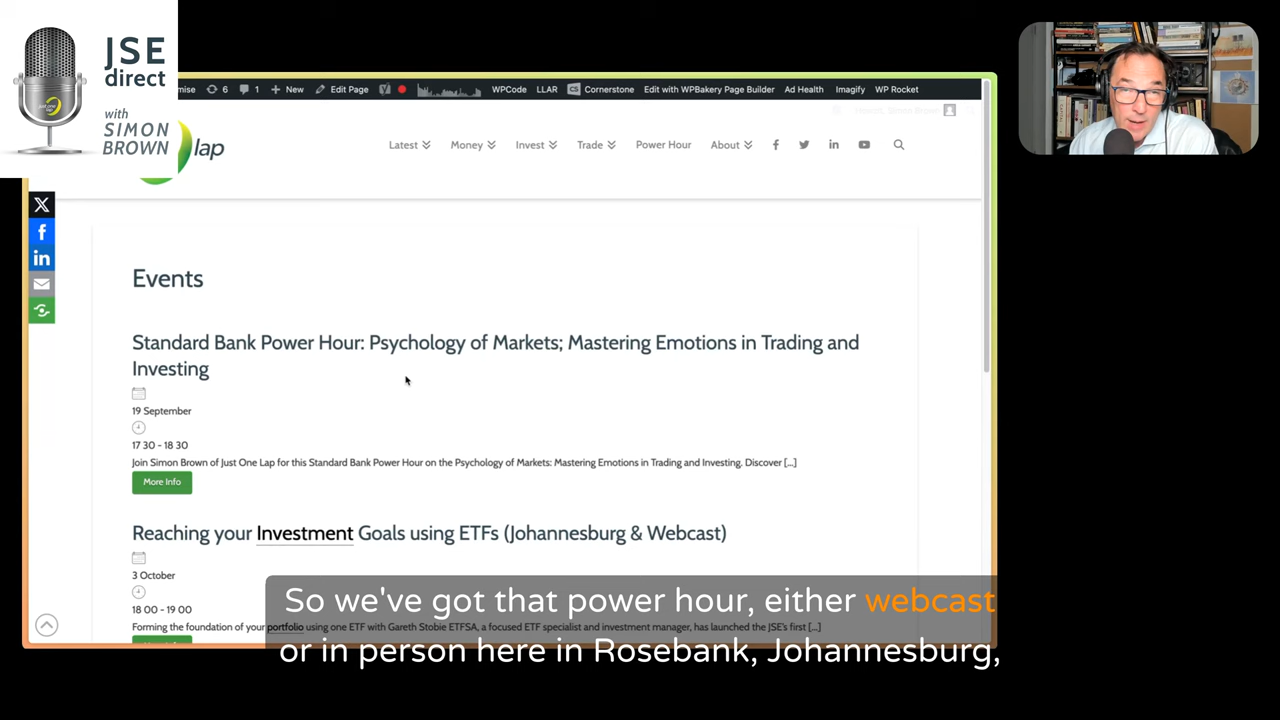 JSE
direct
with
SIMON
BROWN
just one lap
mise
6
1
New
Edit Page
WPCode
LLAR
CS Cornerstone
Edit with WPBakery Page Builder
Ad Health
Imagify
WP Rocket
lap
Latest
Money
Invest
Trade
Power Hour
About
Events
Standard Bank Power Hour: Psychology of Markets; Mastering Emotions in Trading and
Investing
19 September
17 30 - 18 30
Join Simon Brown of Just One Lap for this Standard Bank Power Hour on the Psychology of Markets: Mastering Emotions in Trading and Investing. Discover [...]
More Info
Reaching your Investment Goals using ETFs (Johannesburg & Webcast)
3 October
18 00 - 19 00
Forming the foundation of your portfolio using one ETF with Gareth Stobie ETFSA, a focused ETF specialist and investment manager, has launched the JSE's first [...]
So we've got that power hour, either webcast
or in person here in Rosebank, Johannesburg,